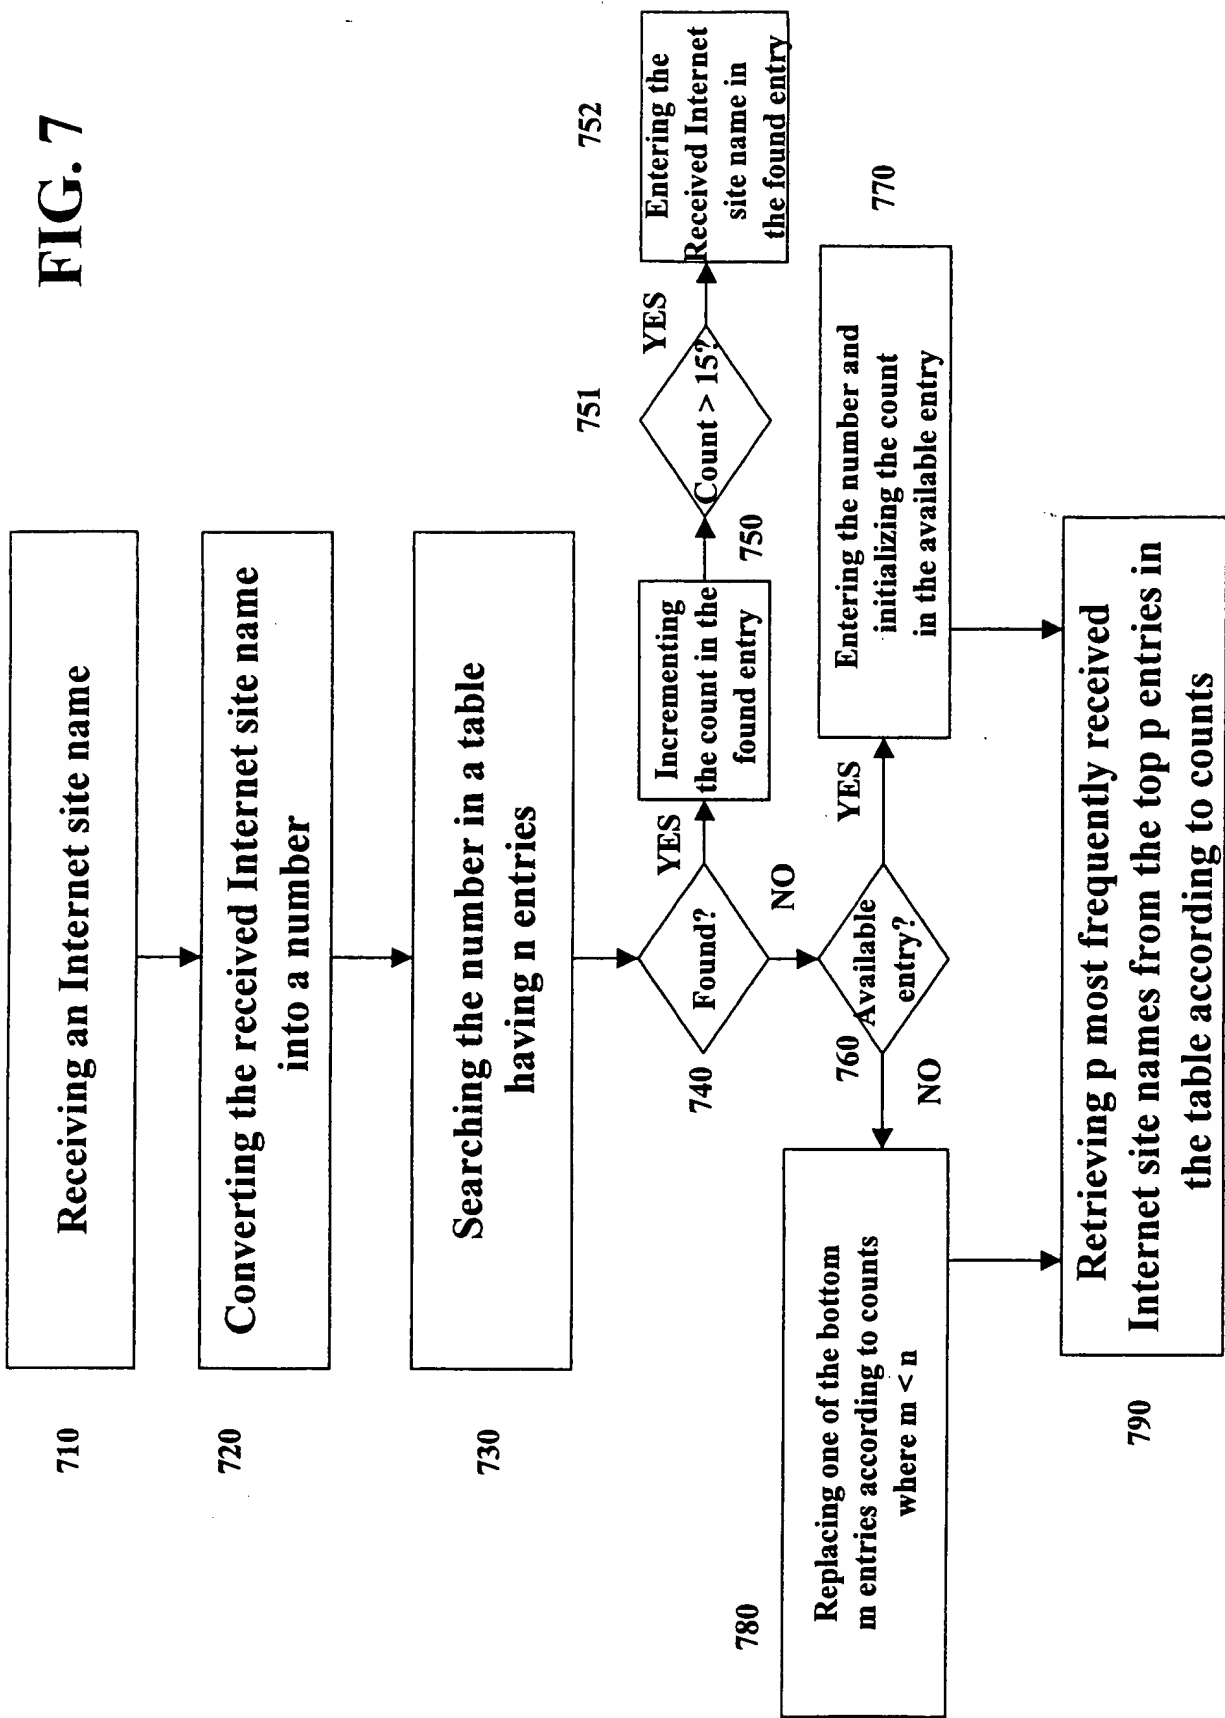 FIG. 7
710
Receiving an Internet site name
720
Converting the received Internet site name
into a number
730
Searching the number in a table
having n entries
740
Found?
YES
NO
Incrementing
the count in the
found entry
750
751
Count > 15?
YES
752
Entering the
Received Internet
site name in
the found entry
760
Available
entry?
YES
NO
770
Entering the number and
initializing the count
in the available entry
780
Replacing one of the bottom
m entries according to counts
where m < n
790
Retrieving p most frequently received
Internet site names from the top p entries in
the table according to counts